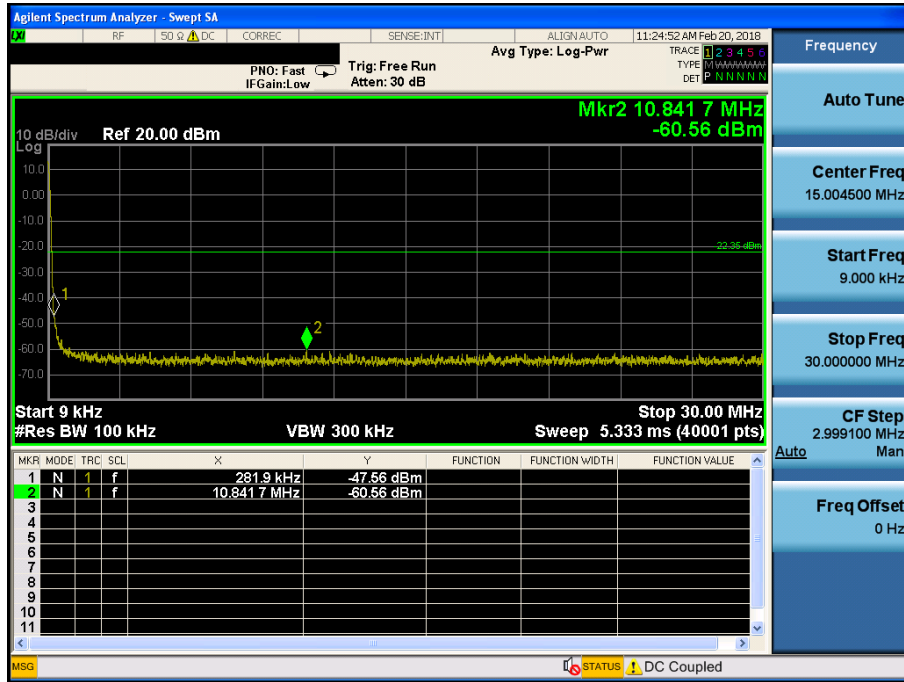 Agilent Spectrum Analyzer - Swept SA
LXI RF 50 Ω DC CORREC SENSE:INT ALIGN AUTO 11:24:52 AM Feb 20, 2018
Avg Type: Log-Pwr TRACE 1 2 3 4 5 6
PNO: Fast Trig: Free Run TYPE M W W W W W
IFGain:Low Atten: 30 dB DET P N N N N N
Mkr2 10.841 7 MHz
10 dB/div Ref 20.00 dBm -60.56 dBm
Log
10.0
0.00
-10.0
-20.0
22.35 dBm
-30.0
-40.0
1
-50.0
2
-60.0
-70.0
Start 9 kHz Stop 30.00 MHz
#Res BW 100 kHz VBW 300 kHz Sweep 5.333 ms (40001 pts)
MKR MODE TRC SCL X Y FUNCTION FUNCTION WIDTH FUNCTION VALUE
1 N 1 f 281.9 kHz -47.56 dBm
2 N 1 f 10.841 7 MHz -60.56 dBm
3
4
5
6
7
8
9
10
11
MSG STATUS DC Coupled
Frequency
Auto Tune
Center Freq
15.004500 MHz
Start Freq
9.000 kHz
Stop Freq
30.000000 MHz
CF Step
2.999100 MHz
Auto Man
Freq Offset
0 Hz